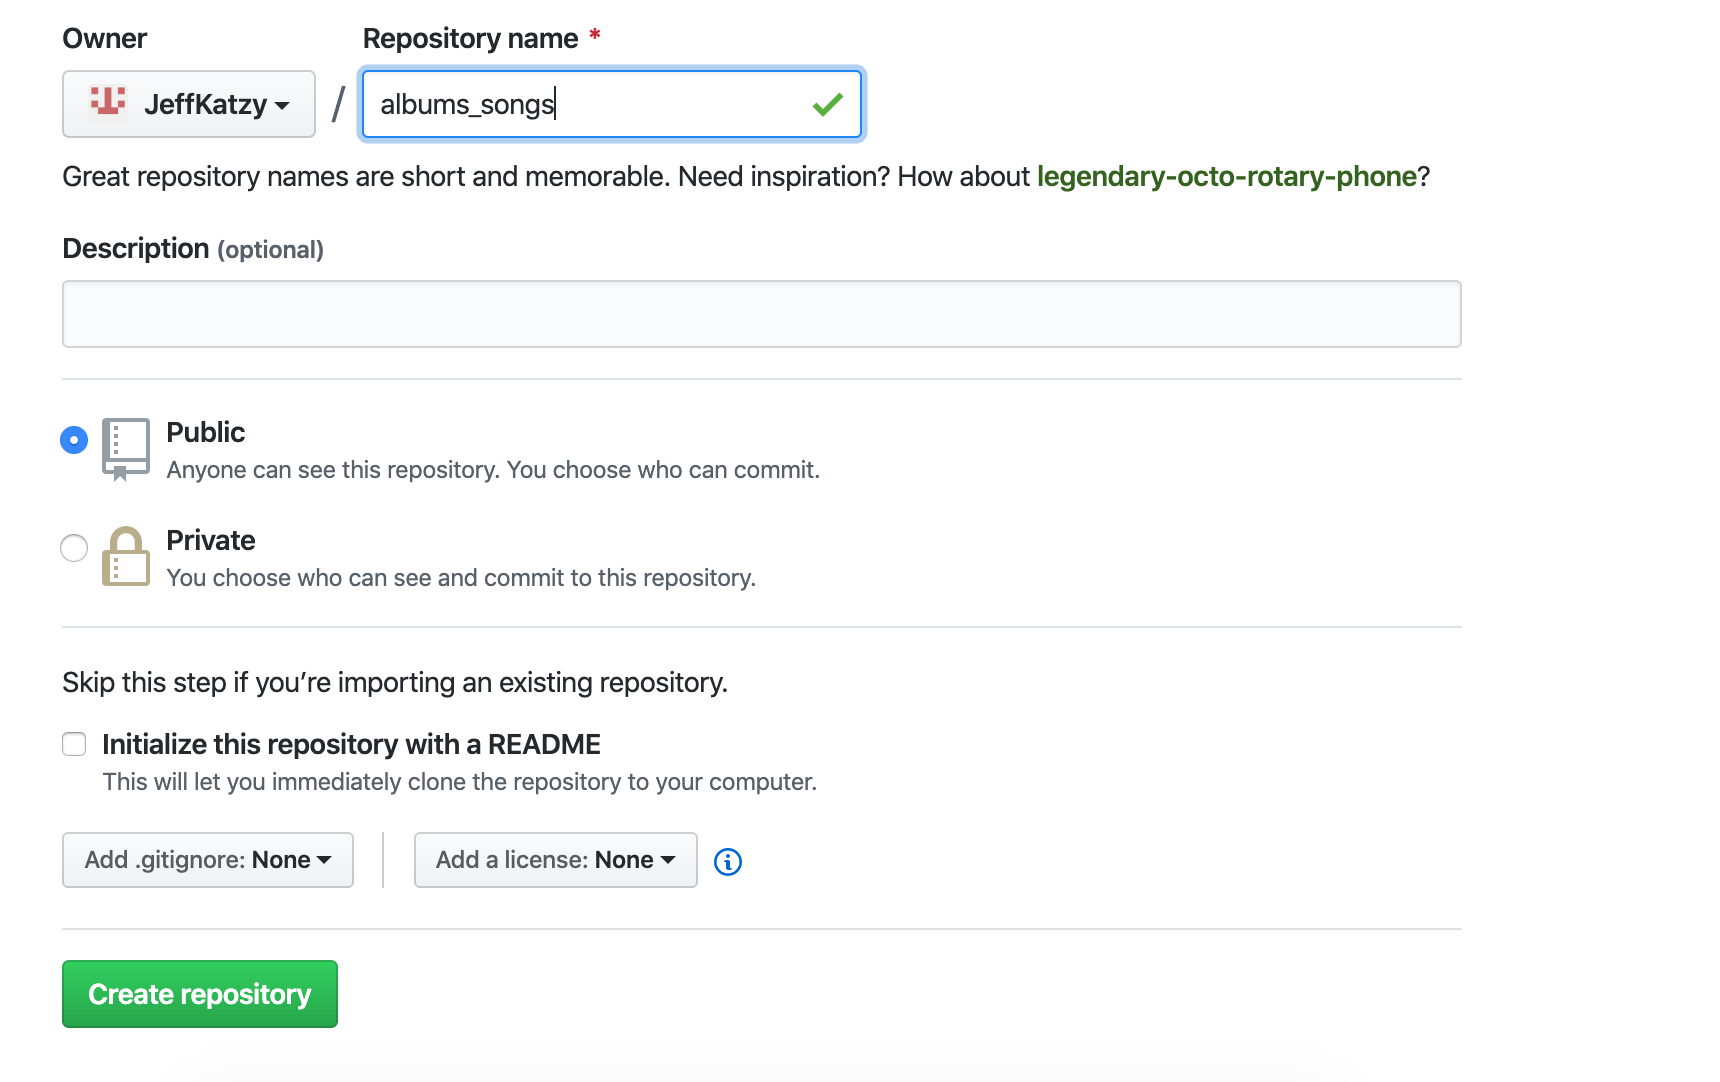 Owner Repository name *
JeffKatzy / albums_songs
Great repository names are short and memorable. Need inspiration? How about legendary-octo-rotary-phone?
Description (optional)
Public
Anyone can see this repository. You choose who can commit.
Private
You choose who can see and commit to this repository.
Skip this step if you’re importing an existing repository.
Initialize this repository with a README
This will let you immediately clone the repository to your computer.
Add .gitignore: None Add a license: None
Create repository